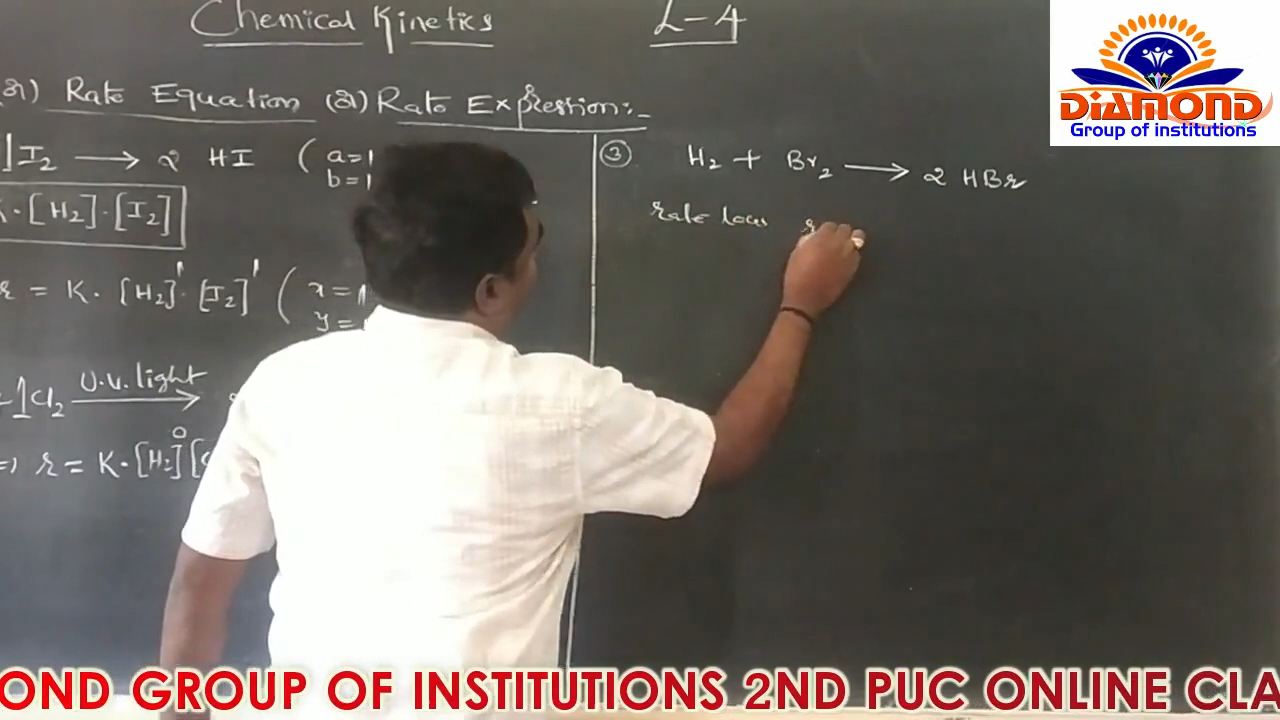 Chemical Kinetics L-4
Rate Equation (or) Rate Expression:-
]I₂ ⟶ 2 HI ( a=1
b=1
K·[H₂]·[I₂]
r = K·[H₂]¹·[I₂]¹ ( x=1
y=
1Cl₂ ⟶ U.V. light
⇒ r = K·[H₂]⁰[C
③ H₂ + Br₂ ⟶ 2 HBr
rate law r
DIAMOND
Group of institutions
OND GROUP OF INSTITUTIONS 2ND PUC ONLINE CLA